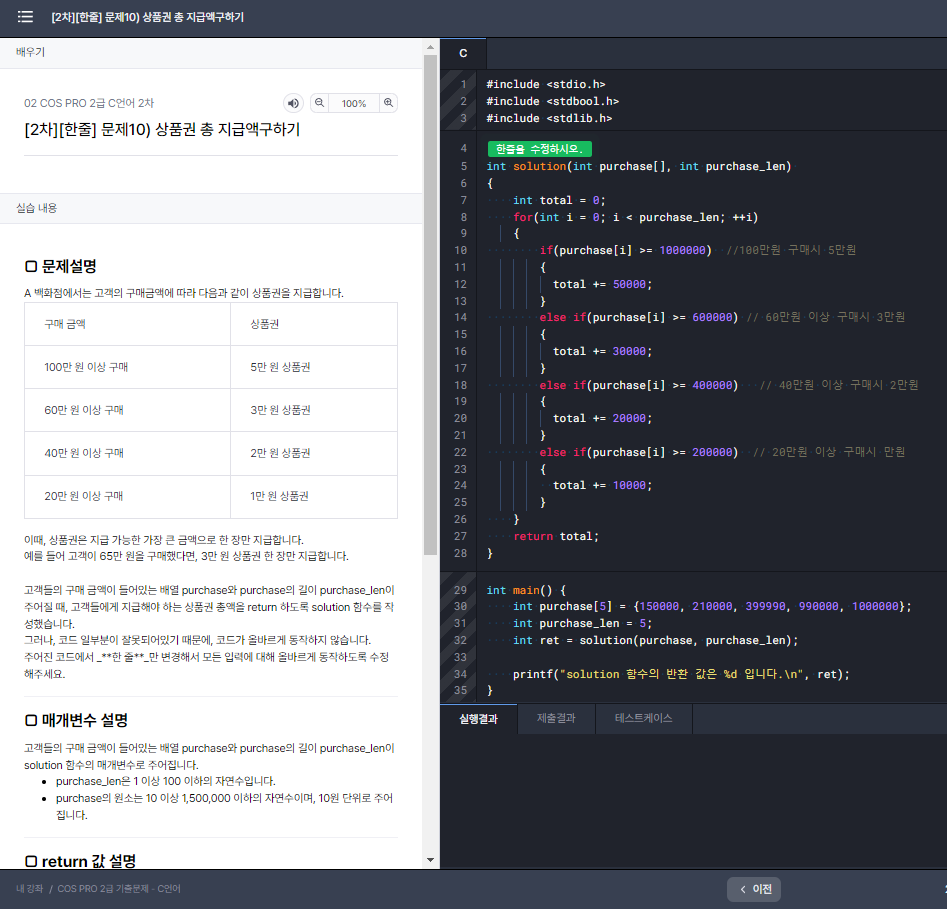 [2차][한줄] 문제10) 상품권 총 지급액구하기
배우기
02 COS PRO 2급 C언어 2차
100%
[2차][한줄] 문제10) 상품권 총 지급액구하기
실습 내용
문제설명
A 백화점에서는 고객의 구매금액에 따라 다음과 같이 상품권을 지급합니다.
구매 금액 상품권
100만 원 이상 구매 5만 원 상품권
60만 원 이상 구매 3만 원 상품권
40만 원 이상 구매 2만 원 상품권
20만 원 이상 구매 1만 원 상품권
이때, 상품권은 지급 가능한 가장 큰 금액으로 한 장만 지급합니다.
예를 들어 고객이 65만 원을 구매했다면, 3만 원 상품권 한 장만 지급합니다.
고객들의 구매 금액이 들어있는 배열 purchase와 purchase의 길이 purchase_len이
주어질 때, 고객들에게 지급해야 하는 상품권 총액을 return 하도록 solution 함수를 작
성했습니다.
그러나, 코드 일부분이 잘못되어있기 때문에, 코드가 올바르게 동작하지 않습니다.
주어진 코드에서 _**한 줄**_만 변경해서 모든 입력에 대해 올바르게 동작하도록 수정
해주세요.
매개변수 설명
고객들의 구매 금액이 들어있는 배열 purchase와 purchase의 길이 purchase_len이
solution 함수의 매개변수로 주어집니다.
purchase_len은 1 이상 100 이하의 자연수입니다.
purchase의 원소는 10 이상 1,500,000 이하의 자연수이며, 10원 단위로 주어
집니다.
return 값 설명
C
1 #include <stdio.h>
2 #include <stdbool.h>
3 #include <stdlib.h>
4 한줄을 수정하시오.
5 int solution(int purchase[], int purchase_len)
6 {
7 int total = 0;
8 for(int i = 0; i < purchase_len; ++i)
9 {
10 if(purchase[i] >= 1000000) //100만원 구매시 5만원
11 {
12 total += 50000;
13 }
14 else if(purchase[i] >= 600000) // 60만원 이상 구매시 3만원
15 {
16 total += 30000;
17 }
18 else if(purchase[i] >= 400000) // 40만원 이상 구매시 2만원
19 {
20 total += 20000;
21 }
22 else if(purchase[i] >= 200000) // 20만원 이상 구매시 만원
23 {
24 total += 10000;
25 }
26 }
27 return total;
28 }
29 int main() {
30 int purchase[5] = {150000, 210000, 399990, 990000, 1000000};
31 int purchase_len = 5;
32 int ret = solution(purchase, purchase_len);
33
34 printf("solution 함수의 반환 값은 %d 입니다.\n", ret);
35 }
실행결과 제출결과 테스트케이스
내 강좌 / COS PRO 2급 기출문제 - C언어
이전